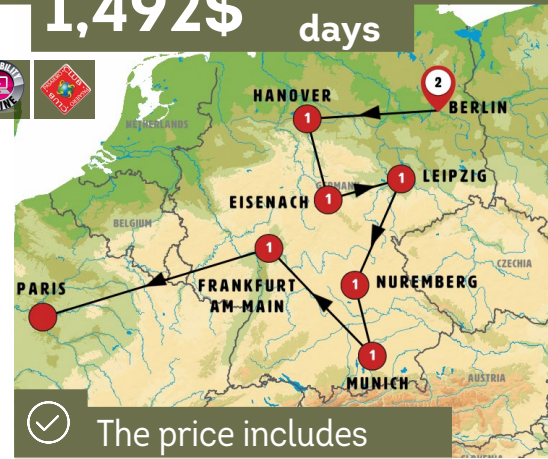 1,492$
days
2
HANOVER
BERLIN
1
NETHERLANDS
1
LEIPZIG
EISENACH
1
BELGIUM
1
CZECHIA
PARIS
FRANKFURT
AM MAIN
1
NUREMBERG
1
MUNICH
AUSTRIA
The price includes